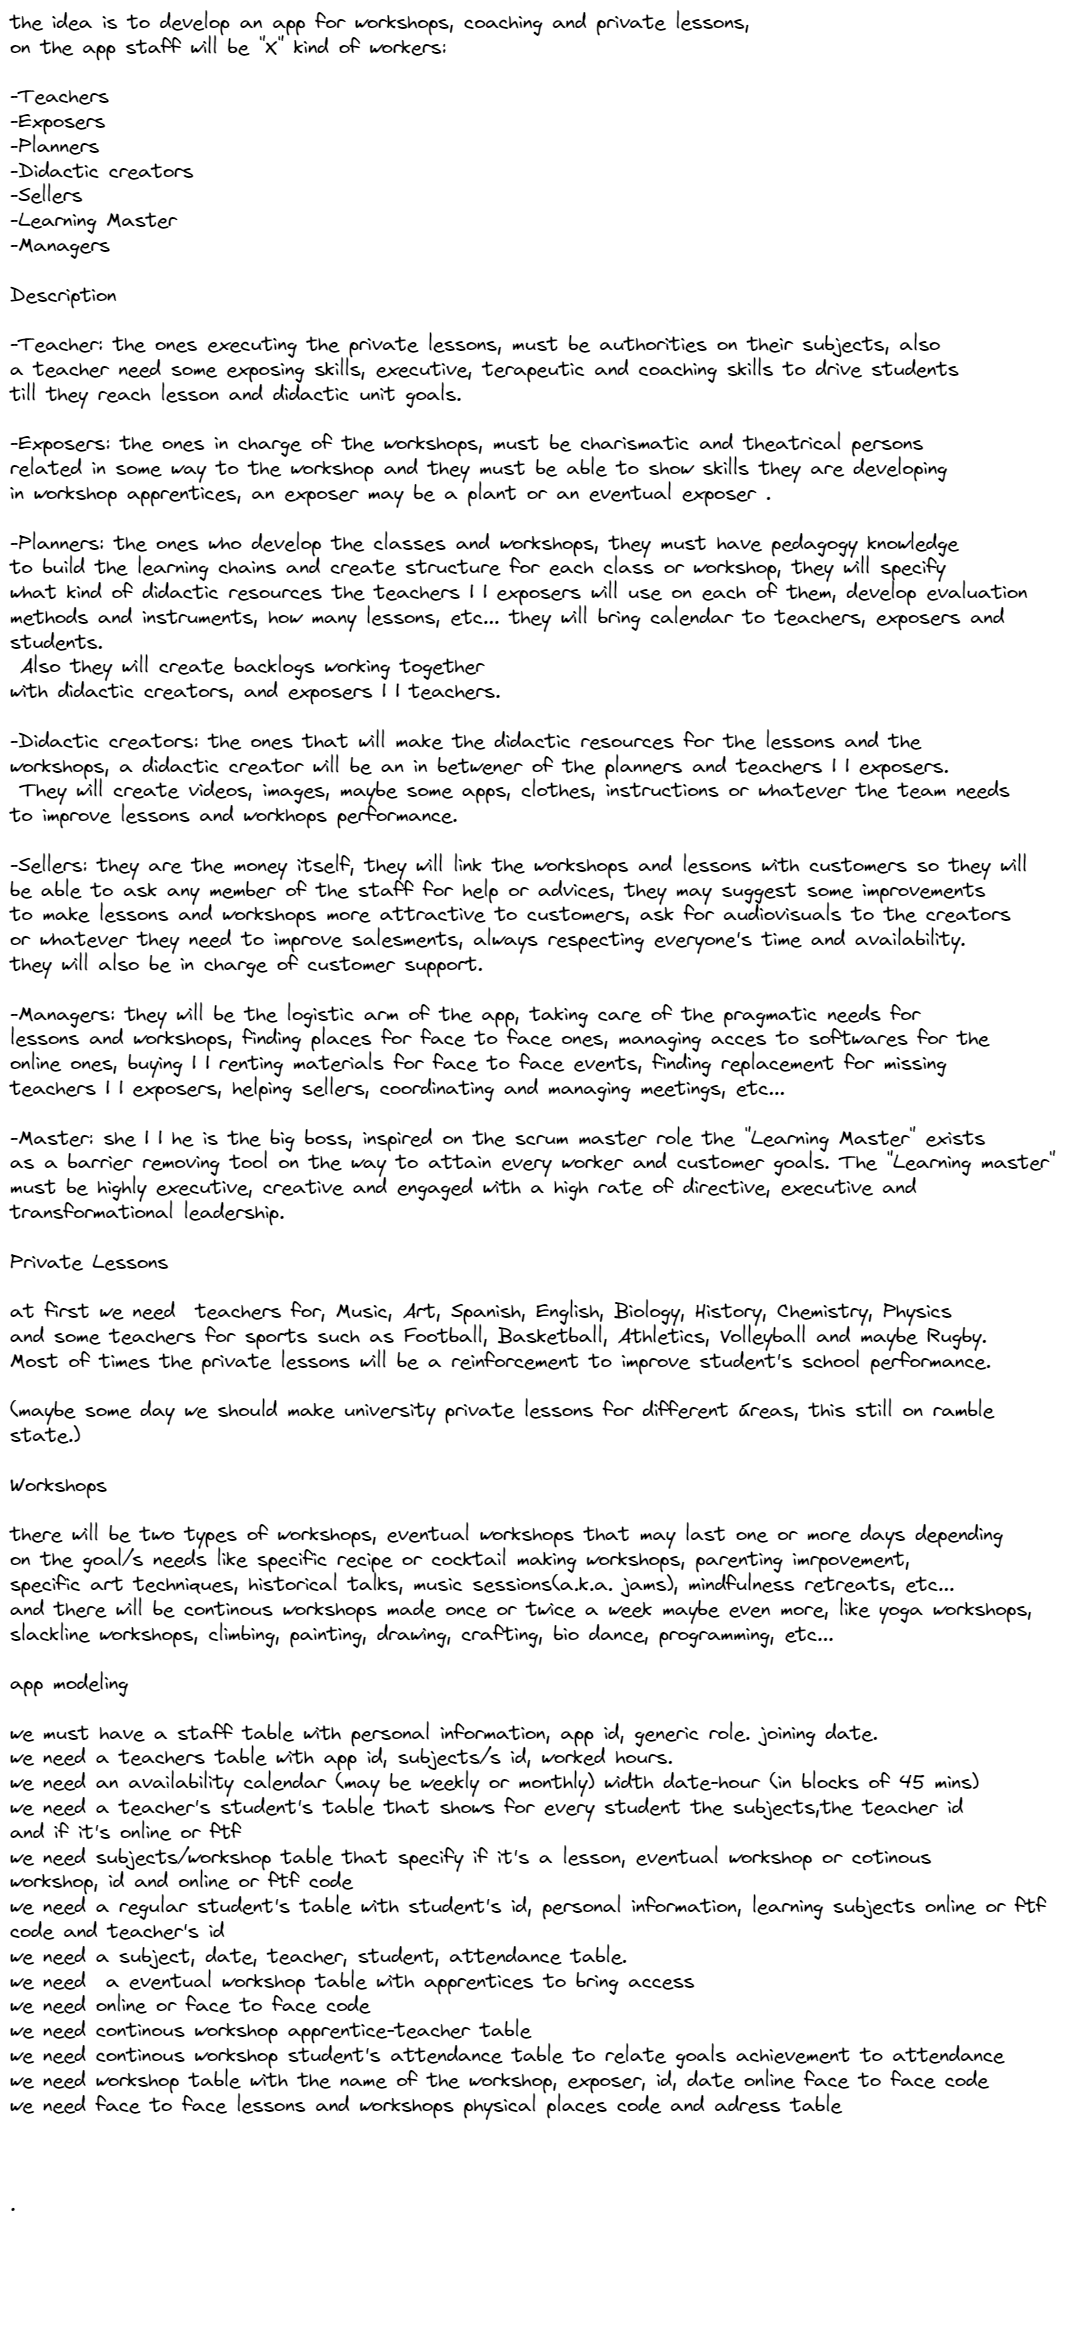 the idea is to develop an app for workshops, coaching and private lessons,
on the app staff will be "x" kind of workers:
-Teachers
-Exposers
-Planners
-Didactic creators
-Sellers
-Learning Master
-Managers
Description
-Teacher: the ones executing the private lessons, must be authorities on their subjects, also
a teacher need some exposing skills, executive, terapeutic and coaching skills to drive students
till they reach lesson and didactic unit goals.
-Exposers: the ones in charge of the workshops, must be charismatic and theatrical persons
related in some way to the workshop and they must be able to show skills they are developing
in workshop apprentices, an exposer may be a plant or an eventual exposer .
-Planners: the ones who develop the classes and workshops, they must have pedagogy knowledge
to build the learning chains and create structure for each class or workshop, they will specify
what kind of didactic resources the teachers || exposers will use on each of them, develop evaluation
methods and instruments, how many lessons, etc... they will bring calendar to teachers, exposers and
students.
Also they will create backlogs working together
with didactic creators, and exposers || teachers.
-Didactic creators: the ones that will make the didactic resources for the lessons and the
workshops, a didactic creator will be an in betwener of the planners and teachers || exposers.
They will create videos, images, maybe some apps, clothes, instructions or whatever the team needs
to improve lessons and workhops performance.
-Sellers: they are the money itself, they will link the workshops and lessons with customers so they will
be able to ask any member of the staff for help or advices, they may suggest some improvements
to make lessons and workshops more attractive to customers, ask for audiovisuals to the creators
or whatever they need to improve salesments, always respecting everyone's time and availability.
they will also be in charge of customer support.
-Managers: they will be the logistic arm of the app, taking care of the pragmatic needs for
lessons and workshops, finding places for face to face ones, managing acces to softwares for the
online ones, buying || renting materials for face to face events, finding replacement for missing
teachers || exposers, helping sellers, coordinating and managing meetings, etc...
-Master: she || he is the big boss, inspired on the scrum master role the "Learning Master" exists
as a barrier removing tool on the way to attain every worker and customer goals. The "Learning master"
must be highly executive, creative and engaged with a high rate of directive, executive and
transformational leadership.
Private Lessons
at first we need  teachers for, Music, Art, Spanish, English, Biology, History, Chemistry, Physics
and some teachers for sports such as Football, Basketball, Athletics, Volleyball and maybe Rugby.
Most of times the private lessons will be a reinforcement to improve student's school performance.
(maybe some day we should make university private lessons for different áreas, this still on ramble
state.)
Workshops
there will be two types of workshops, eventual workshops that may last one or more days depending
on the goal/s needs like specific recipe or cocktail making workshops, parenting imrpovement,
specific art techniques, historical talks, music sessions(a.k.a. jams), mindfulness retreats, etc...
and there will be continous workshops made once or twice a week maybe even more, like yoga workshops,
slackline workshops, climbing, painting, drawing, crafting, bio dance, programming, etc...
app modeling
we must have a staff table with personal information, app id, generic role. joining date.
we need a teachers table with app id, subjects/s id, worked hours.
we need an availability calendar (may be weekly or monthly) width date-hour (in blocks of 45 mins)
we need a teacher's student's table that shows for every student the subjects,the teacher id
and if it's online or ftf
we need subjects/workshop table that specify if it's a lesson, eventual workshop or cotinous
workshop, id and online or ftf code
we need a regular student's table with student's id, personal information, learning subjects online or ftf
code and teacher's id
we need a subject, date, teacher, student, attendance table.
we need  a eventual workshop table with apprentices to bring access
we need online or face to face code
we need continous workshop apprentice-teacher table
we need continous workshop student's attendance table to relate goals achievement to attendance
we need workshop table with the name of the workshop, exposer, id, date online face to face code
we need face to face lessons and workshops physical places code and adress table
.